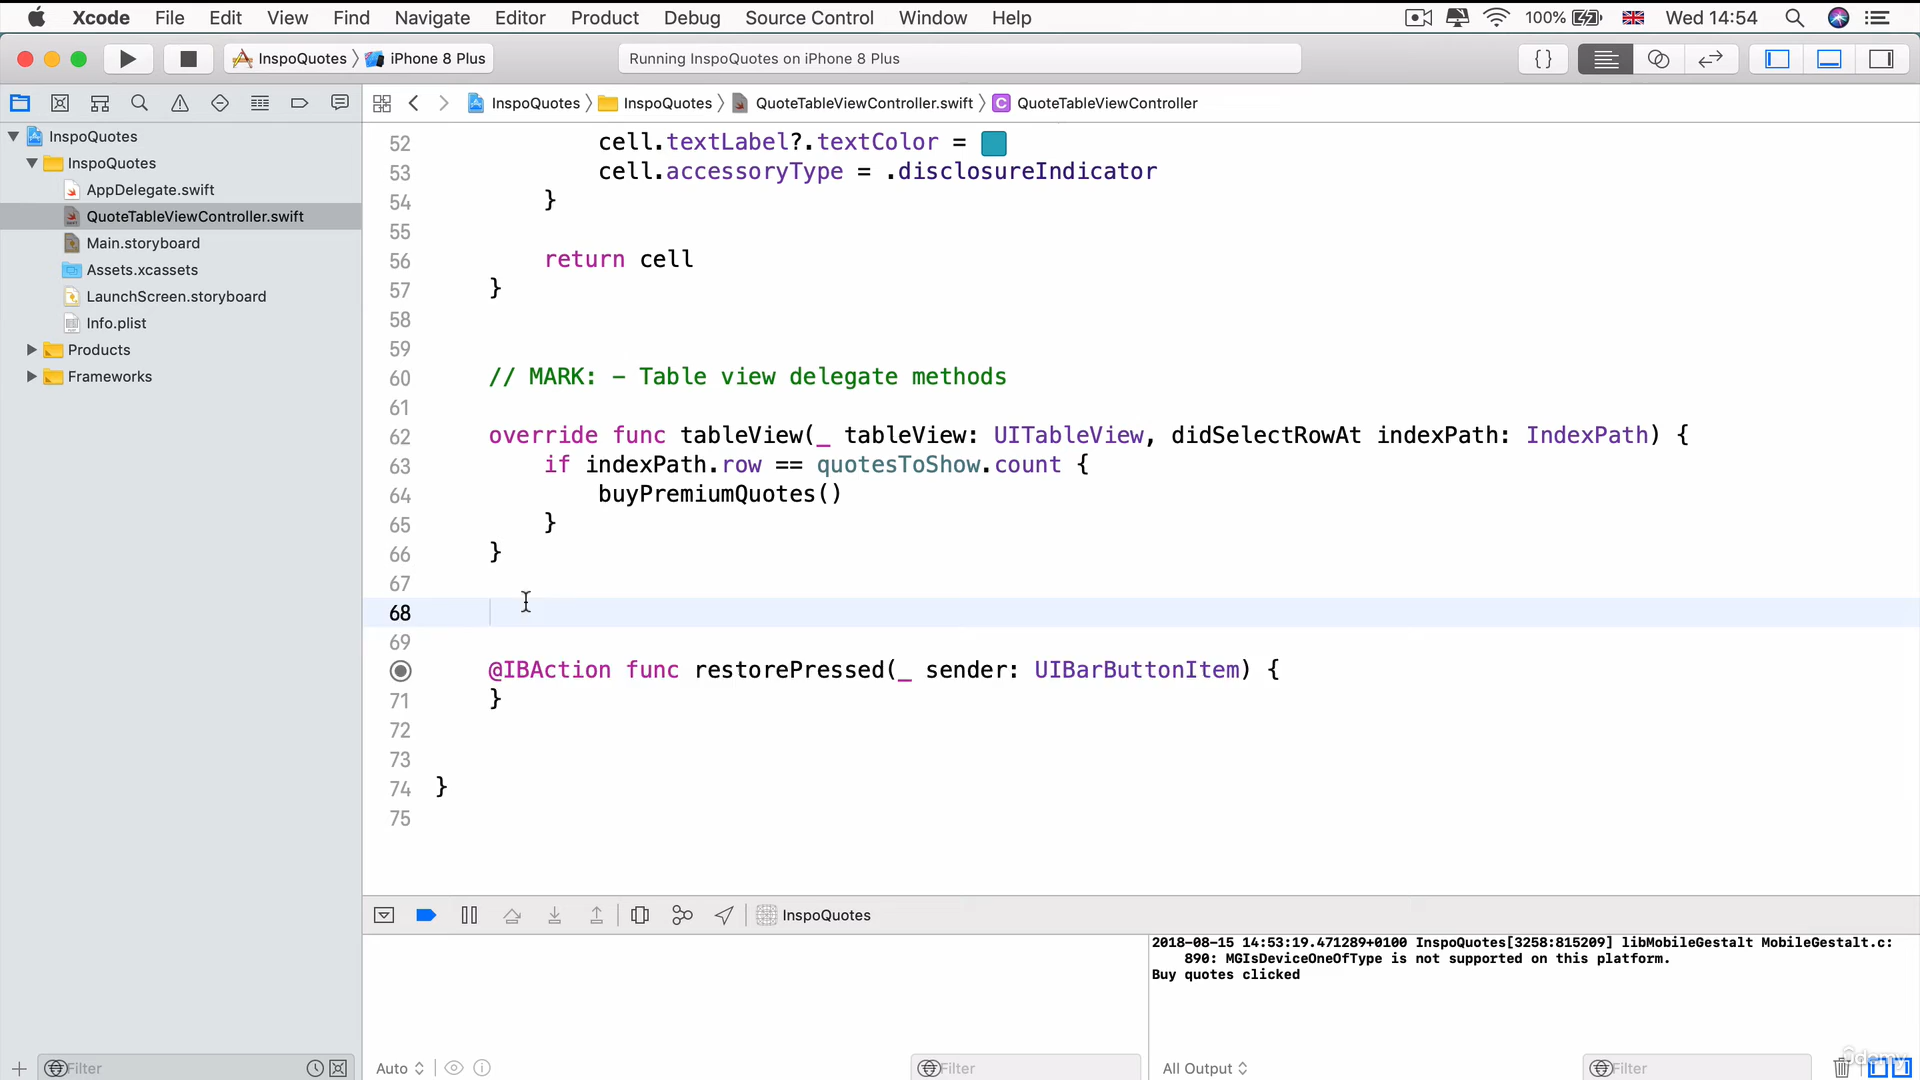 Xcode File Edit View Find Navigate Editor Product Debug Source Control Window Help 100% Wed 14:54
InspoQuotes iPhone 8 Plus Running InspoQuotes on iPhone 8 Plus {}
InspoQuotes InspoQuotes QuoteTableViewController.swift C QuoteTableViewController
InspoQuotes
InspoQuotes
AppDelegate.swift
QuoteTableViewController.swift
Main.storyboard
Assets.xcassets
LaunchScreen.storyboard
Info.plist
Products
Frameworks
52 cell.textLabel?.textColor =
53 cell.accessoryType = .disclosureIndicator
54 }
55
56 return cell
57 }
58
59
60 // MARK: - Table view delegate methods
61
62 override func tableView(_ tableView: UITableView, didSelectRowAt indexPath: IndexPath) {
63 if indexPath.row == quotesToShow.count {
64 buyPremiumQuotes()
65 }
66 }
67
68
69
@IBAction func restorePressed(_ sender: UIBarButtonItem) {
71 }
72
73
74 }
75
InspoQuotes
2018-08-15 14:53:19.471289+0100 InspoQuotes[3258:815209] libMobileGestalt MobileGestalt.c:
890: MGIsDeviceOneOfType is not supported on this platform.
Buy quotes clicked
Filter Auto Filter All Output Filter
udemy